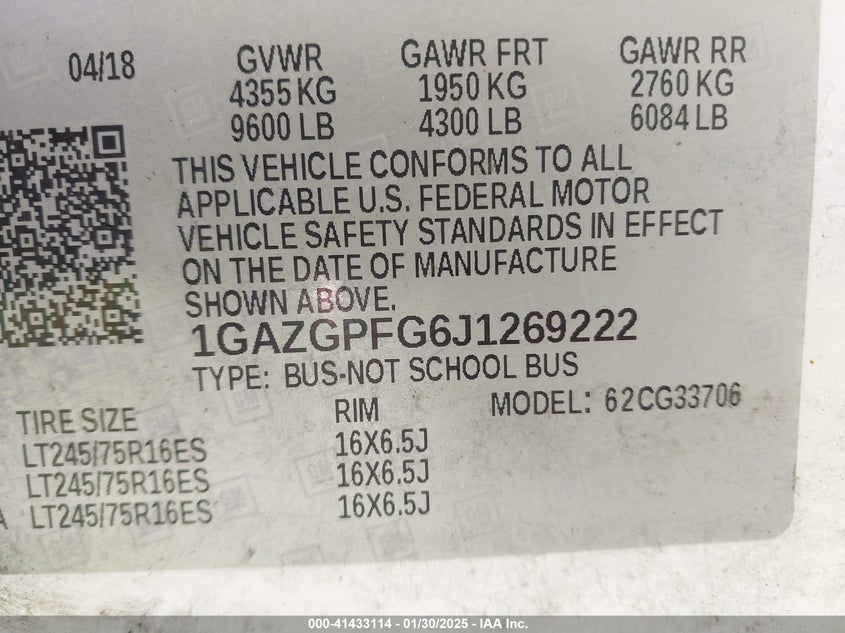 04/18 GVWR GAWR FRT GAWR RR
4355 KG 1950 KG 2760 KG
9600 LB 4300 LB 6084 LB
THIS VEHICLE CONFORMS TO ALL
APPLICABLE U.S. FEDERAL MOTOR
VEHICLE SAFETY STANDARDS IN EFFECT
ON THE DATE OF MANUFACTURE
SHOWN ABOVE.
1GAZGPFG6J1269222
TYPE: BUS-NOT SCHOOL BUS
TIRE SIZE RIM MODEL: 62CG33706
LT245/75R16ES 16X6.5J
LT245/75R16ES 16X6.5J
LT245/75R16ES 16X6.5J
000-41433114 - 01/30/2025 - IAA Inc.